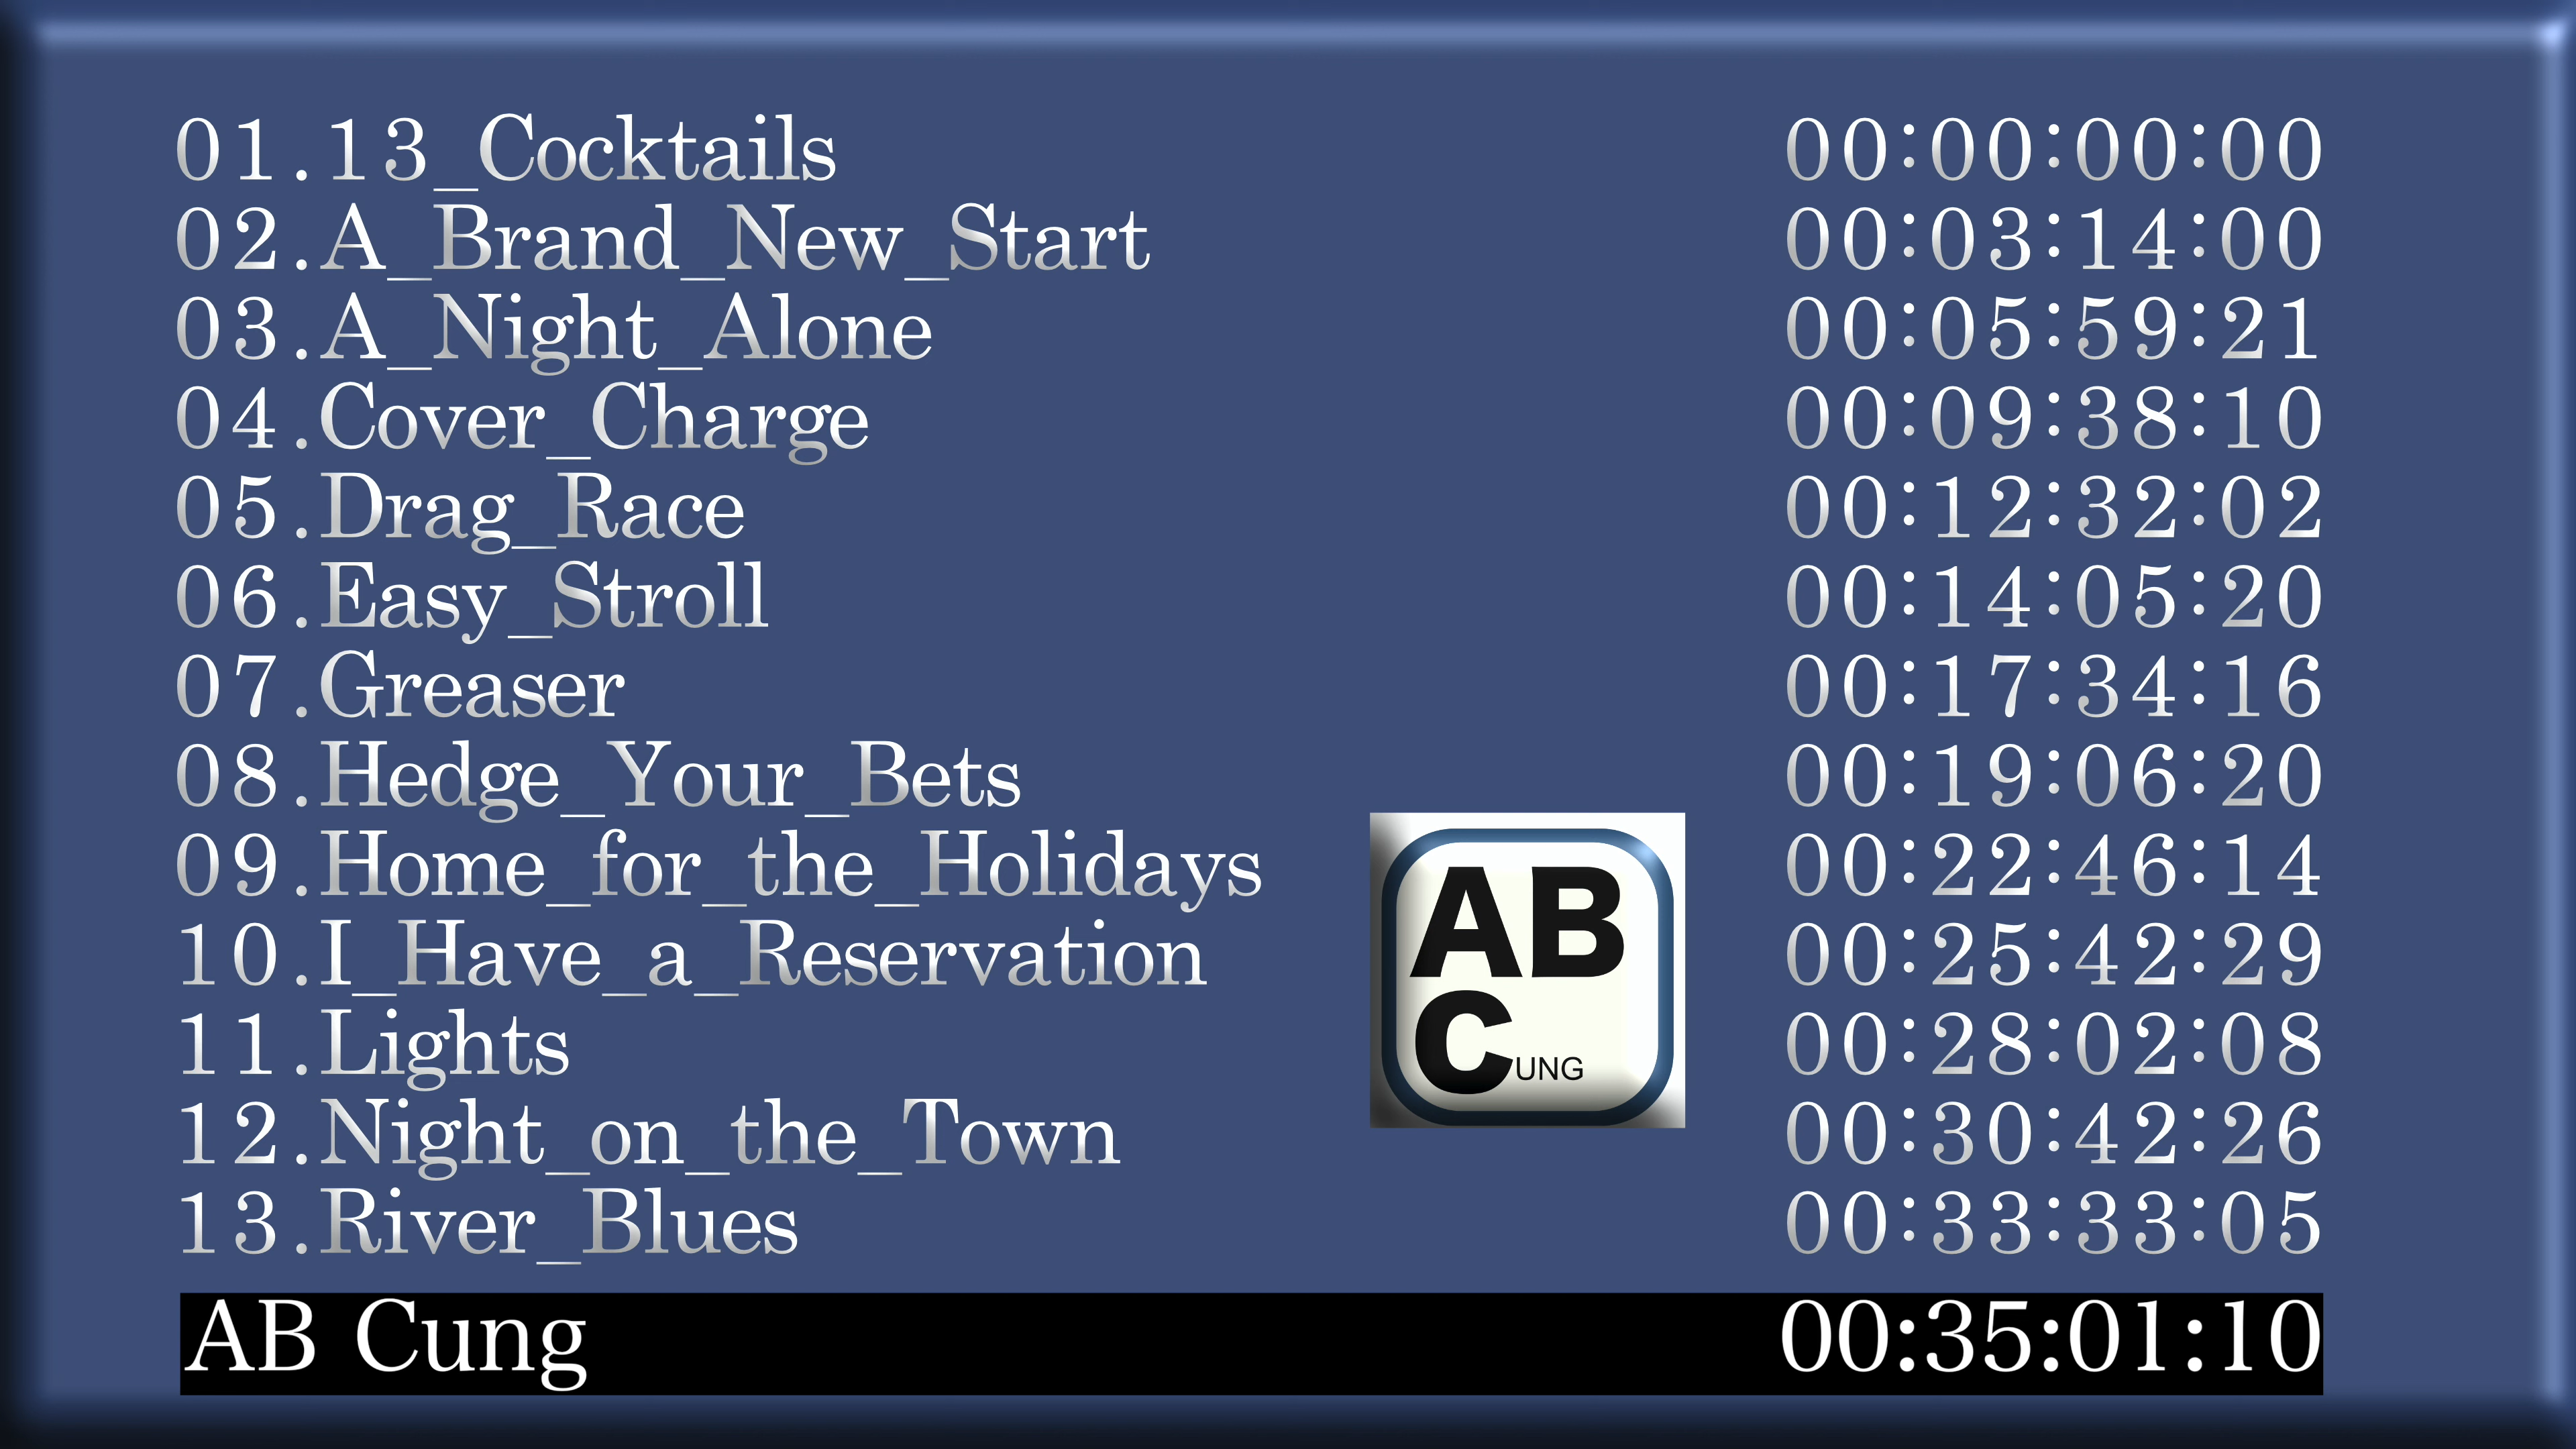 01.13_Cocktails 00:00:00:00
02.A_Brand_New_Start 00:03:14:00
03.A_Night_Alone 00:05:59:21
04.Cover_Charge 00:09:38:10
05.Drag_Race 00:12:32:02
06.Easy_Stroll 00:14:05:20
07.Greaser 00:17:34:16
08.Hedge_Your_Bets 00:19:06:20
09.Home_for_the_Holidays 00:22:46:14
10.I_Have_a_Reservation 00:25:42:29
11.Lights 00:28:02:08
12.Night_on_the_Town 00:30:42:26
13.River_Blues 00:33:33:05
AB
CUNG
AB Cung 00:35:01:10